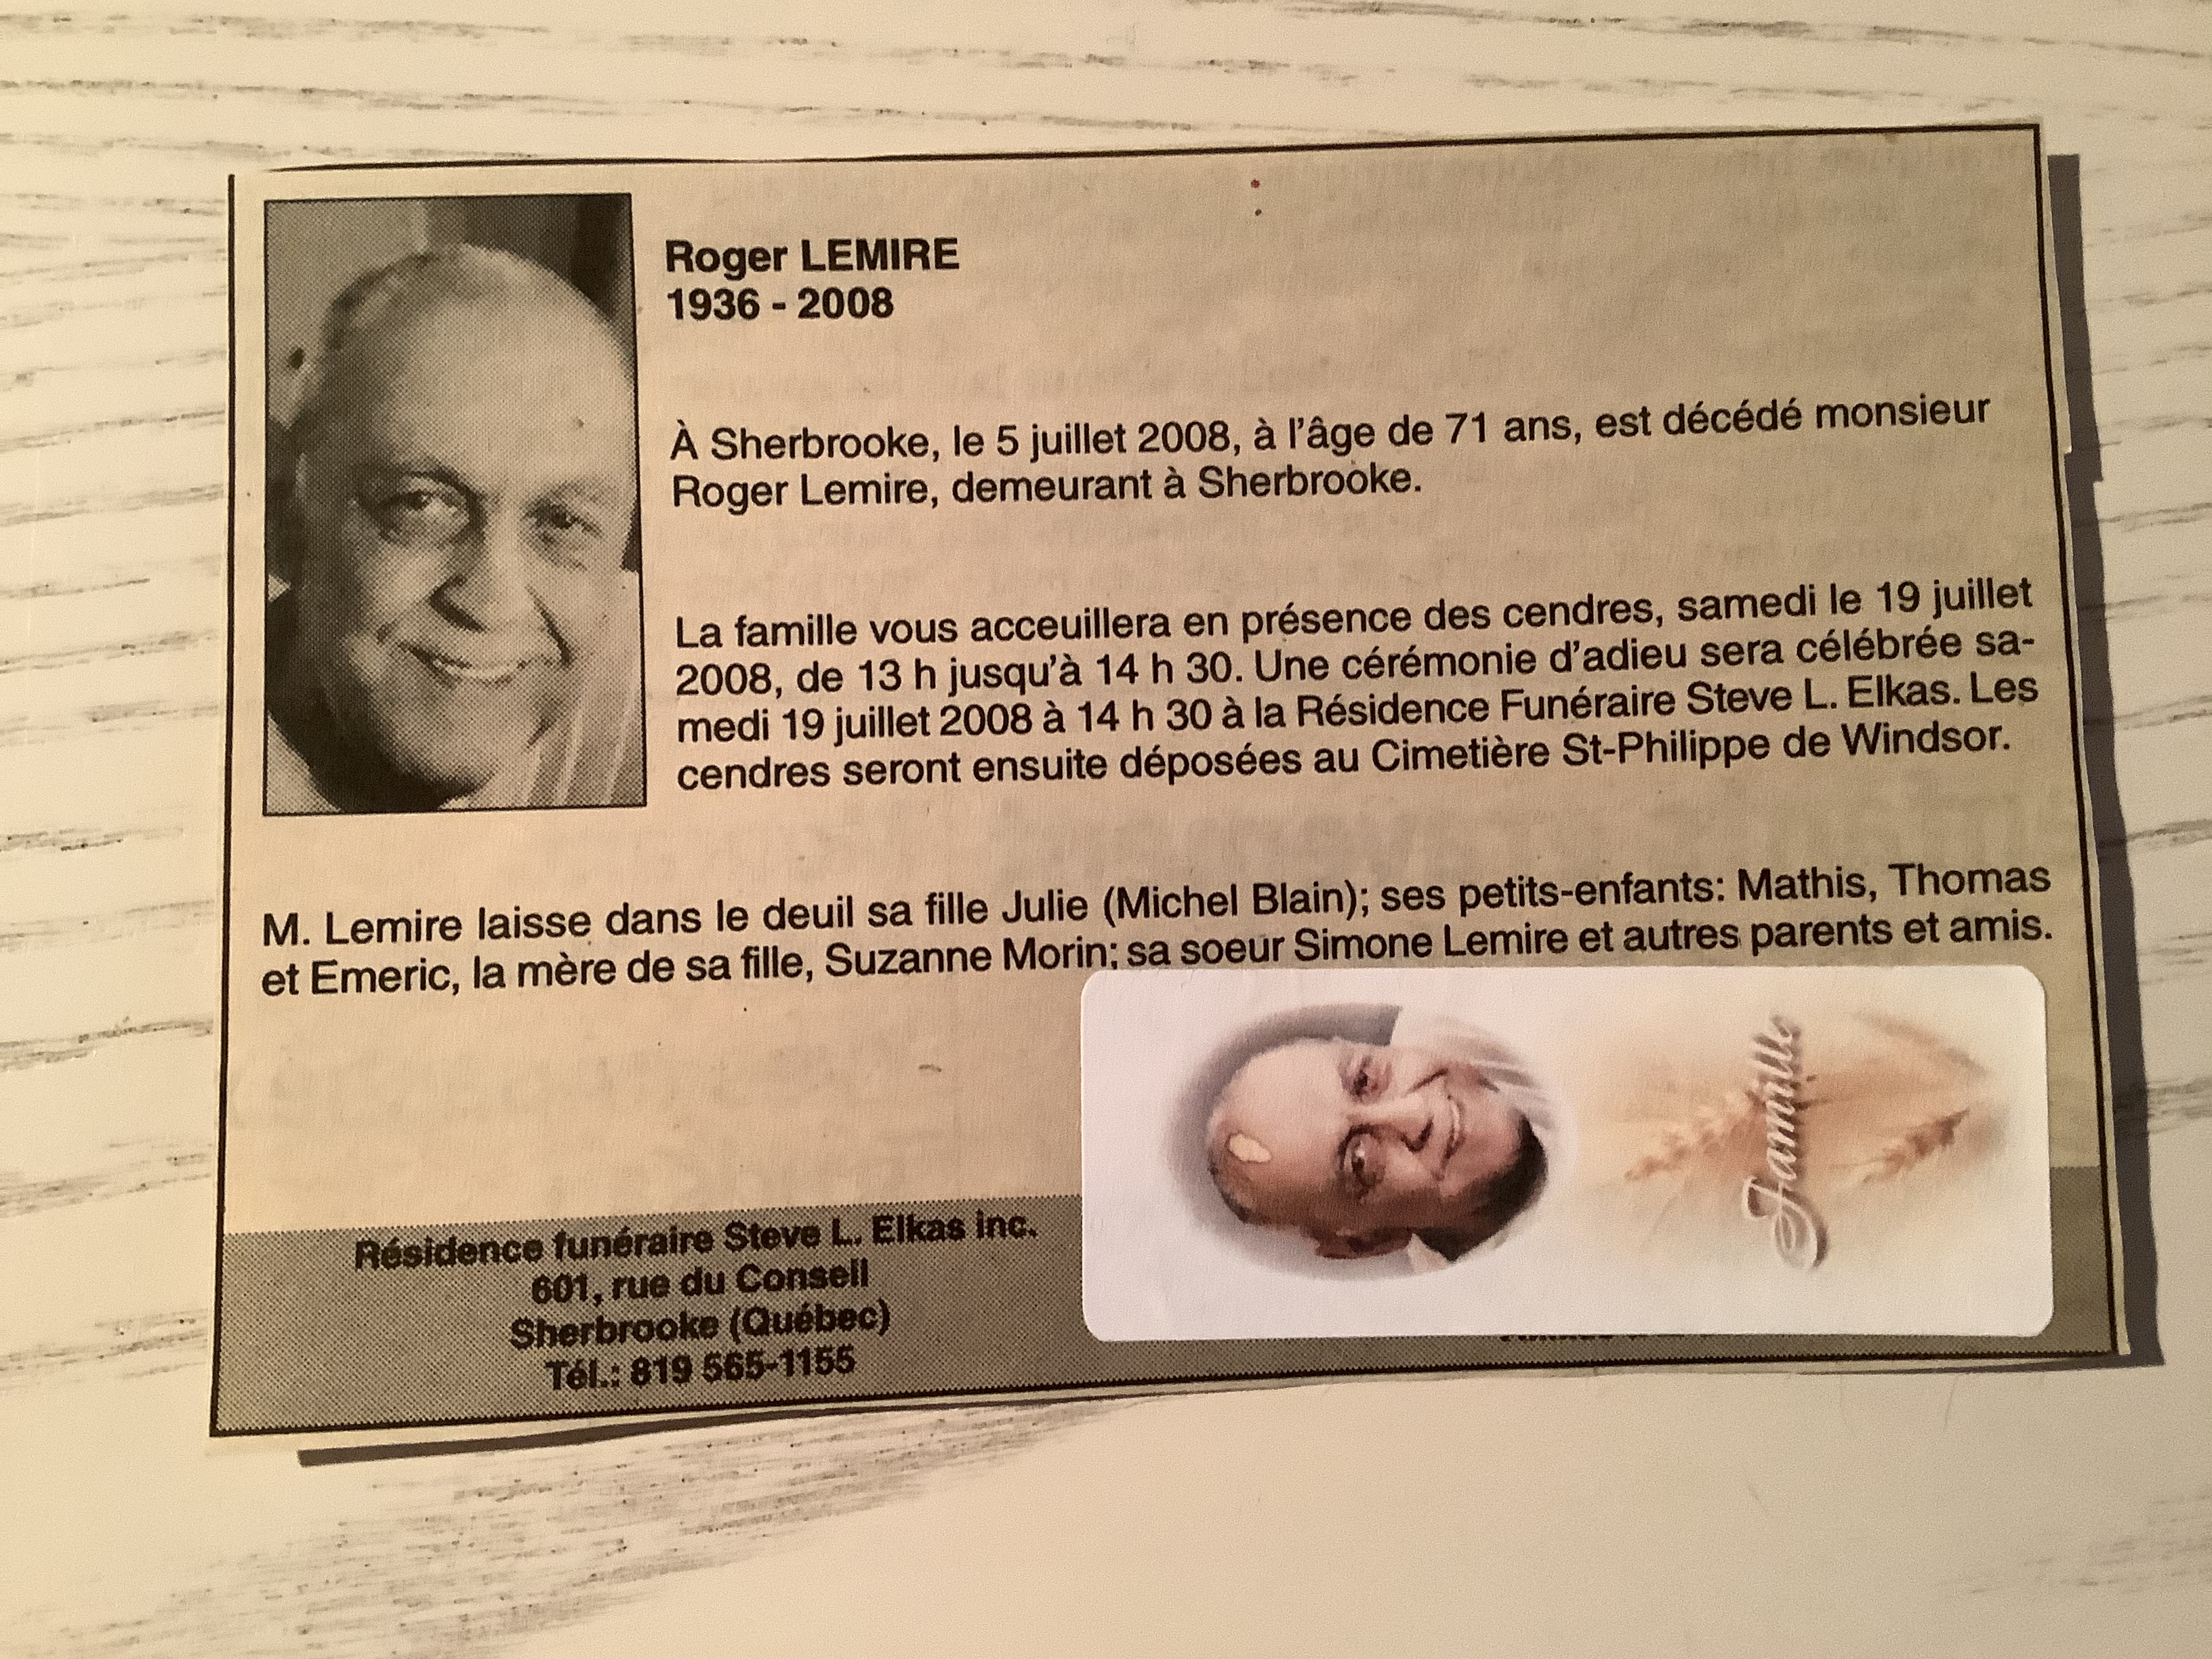 Roger LEMIRE
1936 - 2008
À Sherbrooke, le 5 juillet 2008, à l'âge de 71 ans, est décédé monsieur
Roger Lemire, demeurant à Sherbrooke.
La famille vous acceuillera en présence des cendres, samedi le 19 juillet
2008, de 13 h jusqu'à 14 h 30. Une cérémonie d'adieu sera célébrée sa-
medi 19 juillet 2008 à 14 h 30 à la Résidence Funéraire Steve L. Elkas. Les
cendres seront ensuite déposées au Cimetière St-Philippe de Windsor.
M. Lemire laisse dans le deuil sa fille Julie (Michel Blain); ses petits-enfants: Mathis, Thomas
et Emeric, la mère de sa fille, Suzanne Morin; sa soeur Simone Lemire et autres parents et amis.
Résidence funéraire Steve L. Elkas inc.
601, rue du Conseil
Sherbrooke (Québec)
Tél.: 819 565-1155
Famille